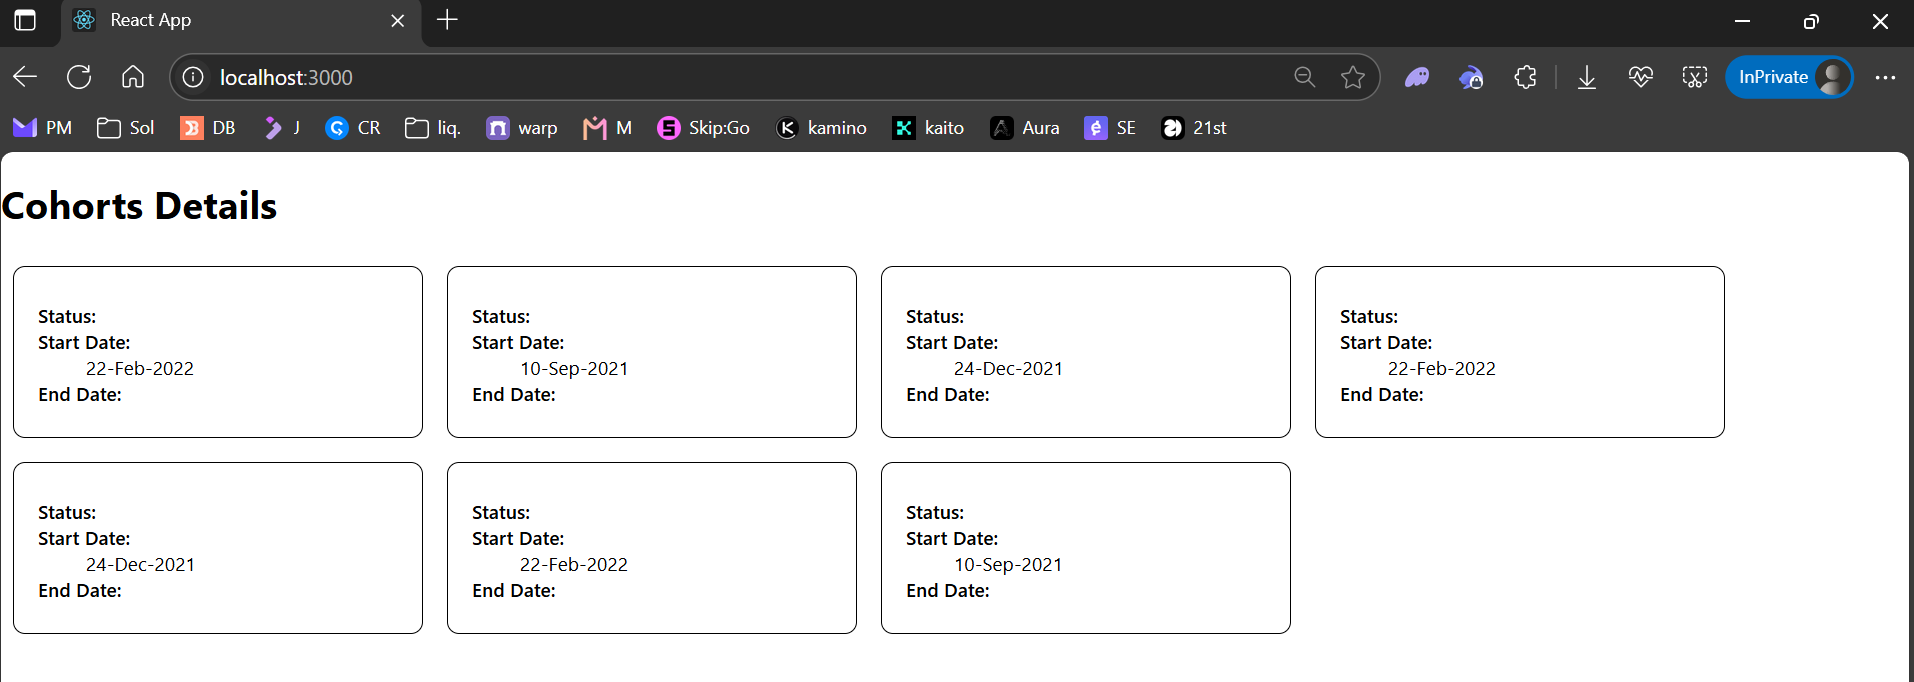 React App
localhost:3000
InPrivate
PM Sol DB J CR liq. warp M Skip:Go kamino kaito Aura SE 21st
Cohorts Details
Status:
Start Date:
22-Feb-2022
End Date:
Status:
Start Date:
10-Sep-2021
End Date:
Status:
Start Date:
24-Dec-2021
End Date:
Status:
Start Date:
22-Feb-2022
End Date:
Status:
Start Date:
24-Dec-2021
End Date:
Status:
Start Date:
22-Feb-2022
End Date:
Status:
Start Date:
10-Sep-2021
End Date: